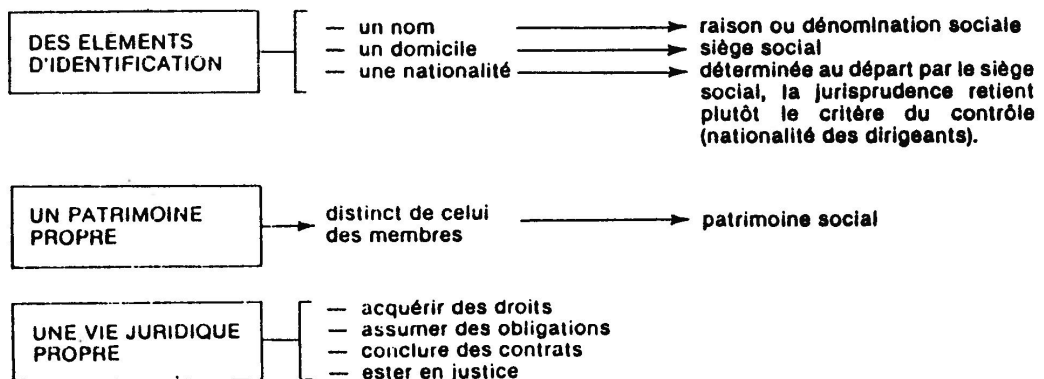 DES ELEMENTS
D'IDENTIFICATION
— un nom
— un domicile
— une nationalité
raison ou dénomination sociale
siège social
déterminée au départ par le siège
social, la jurisprudence retient
plutôt le critère du contrôle
(nationalité des dirigeants).
UN PATRIMOINE
PROPRE
distinct de celui
des membres
patrimoine social
UNE VIE JURIDIQUE
PROPRE
— acquérir des droits
— assumer des obligations
— conclure des contrats
— ester en justice